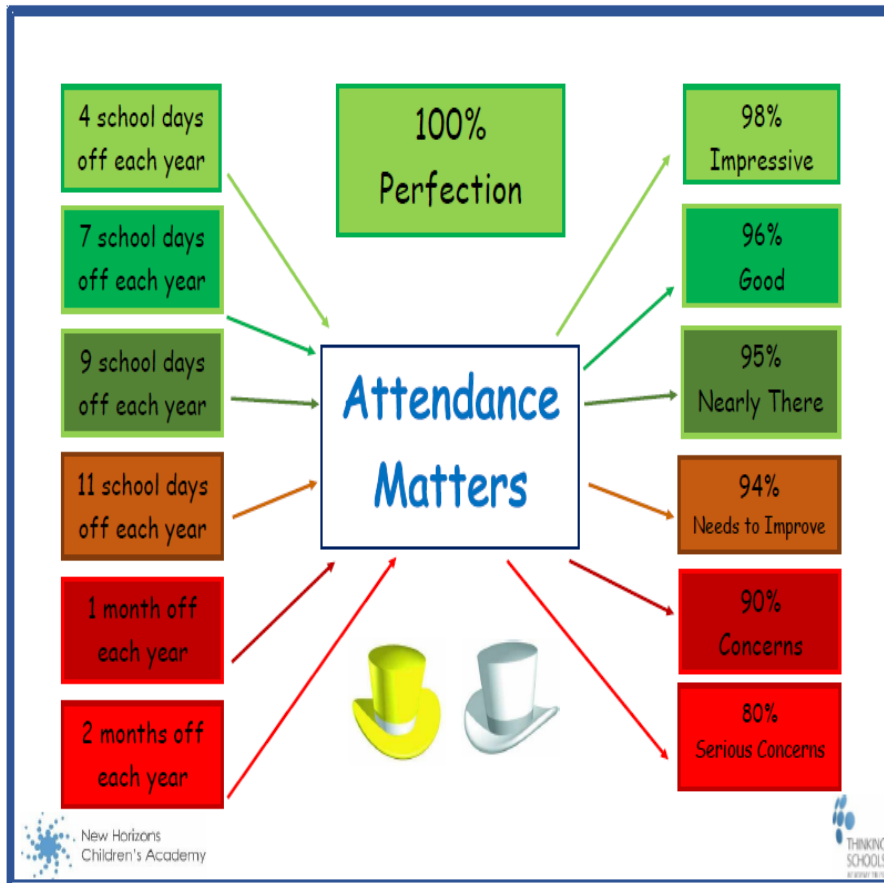 4 school days
off each year
100%
Perfection
98%
Impressive
7 school days
off each year
96%
Good
9 school days
off each year
Attendance
Matters
95%
Nearly There
11 school days
off each year
94%
Needs to Improve
1 month off
each year
90%
Concerns
2 months off
each year
80%
Serious Concerns
New Horizons
Children's Academy
THINKING
SCHOOLS